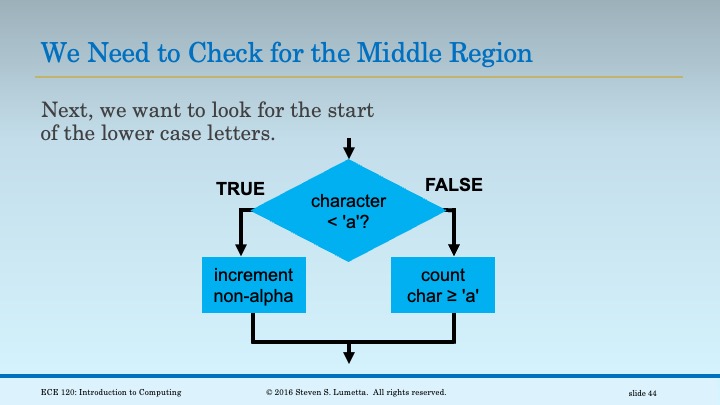 We Need to Check for the Middle Region
Next, we want to look for the start
of the lower case letters.
TRUE
FALSE
character
< 'a'?
increment
non-alpha
count
char ≥ 'a'
ECE 120: Introduction to Computing
© 2016 Steven S. Lumetta. All rights reserved.
slide 44